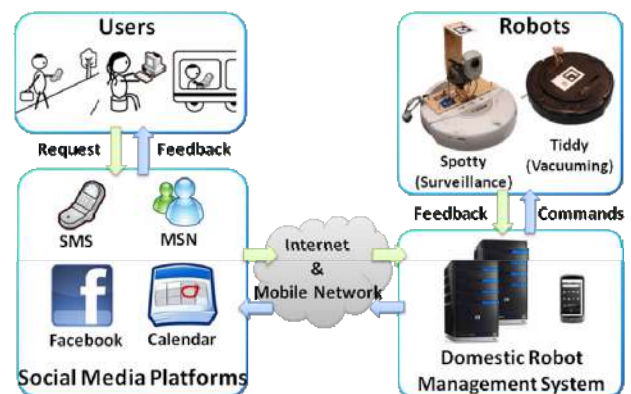 Users
Robots
Request
Feedback
Spotty
(Surveillance)
Tiddy
(Vacuuming)
SMS
MSN
Feedback
Commands
Internet
&
Mobile Network
Facebook
Calendar
Social Media Platforms
Domestic Robot
Management System